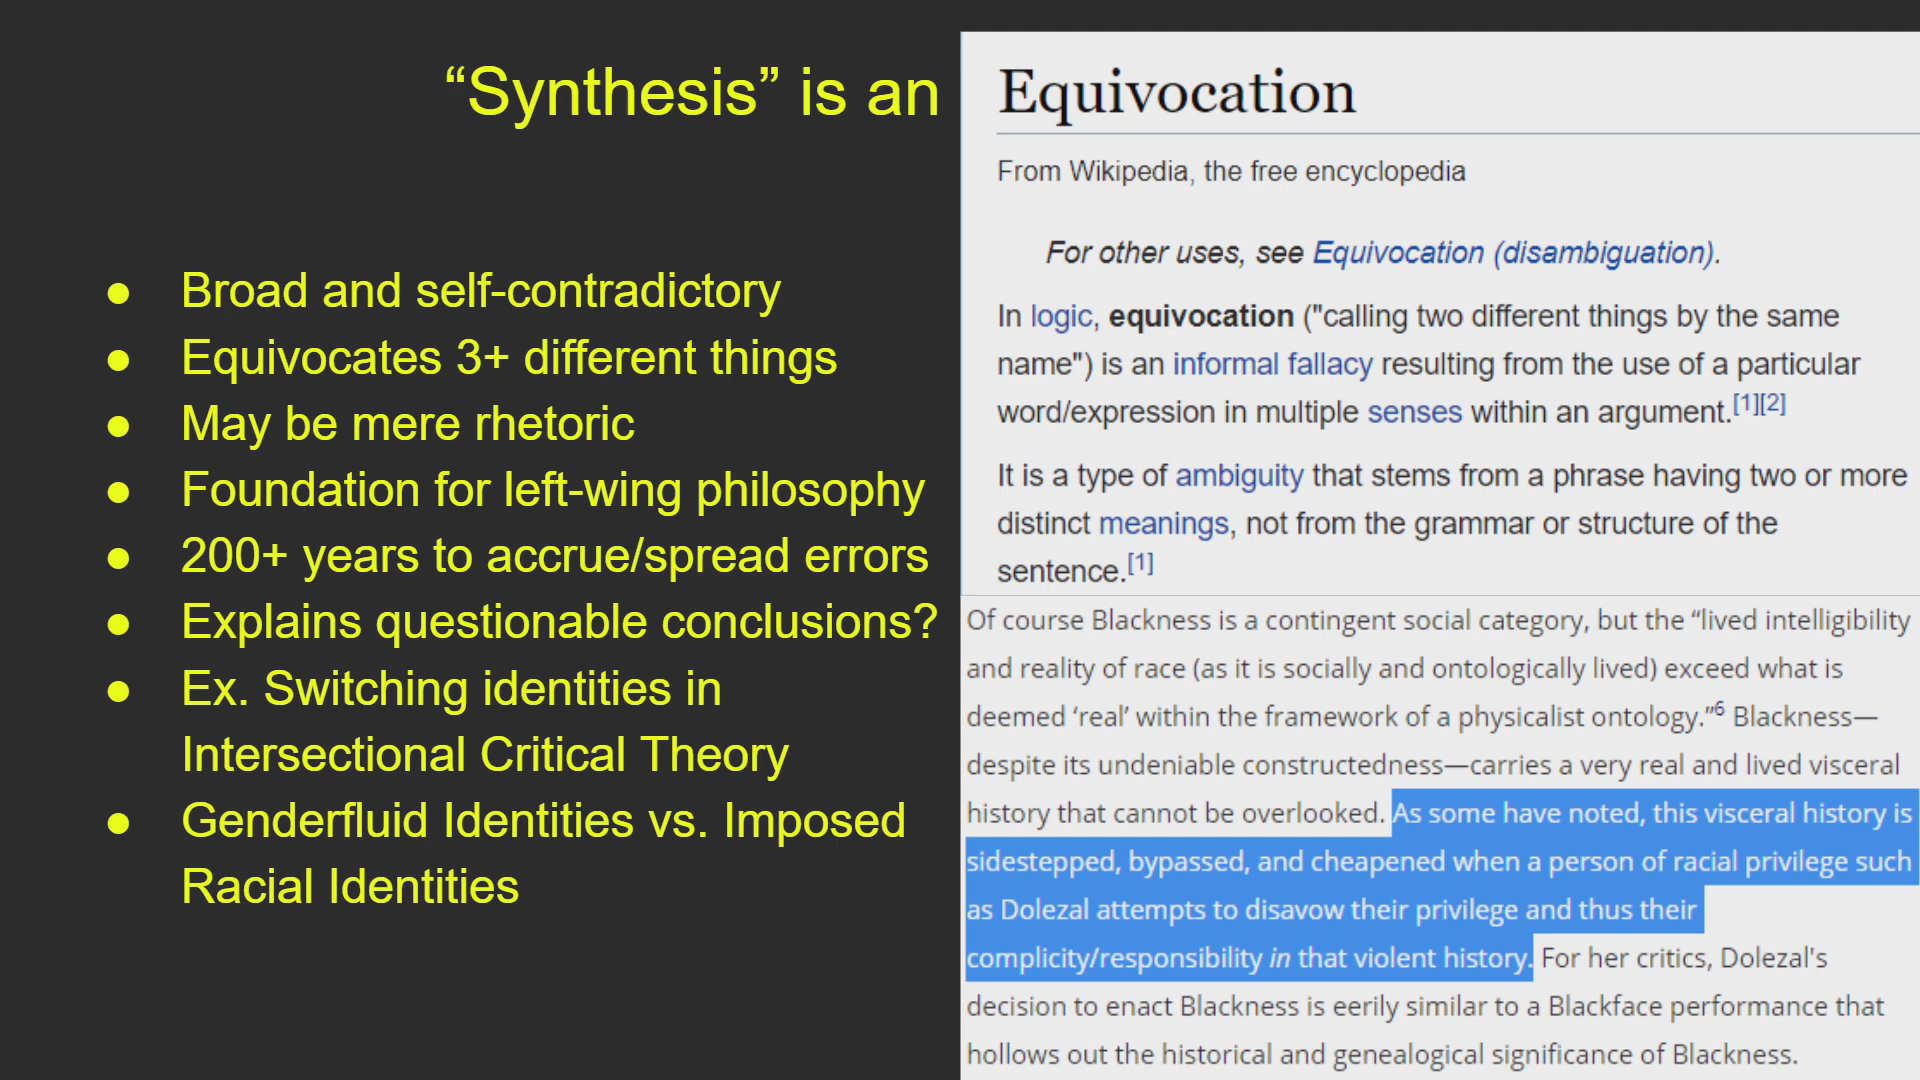 “Synthesis” is an
● Broad and self-contradictory
● Equivocates 3+ different things
● May be mere rhetoric
● Foundation for left-wing philosophy
● 200+ years to accrue/spread errors
● Explains questionable conclusions?
● Ex. Switching identities in
Intersectional Critical Theory
● Genderfluid Identities vs. Imposed
Racial Identities
Equivocation
From Wikipedia, the free encyclopedia
For other uses, see Equivocation (disambiguation).
In logic, equivocation ("calling two different things by the same
name") is an informal fallacy resulting from the use of a particular
word/expression in multiple senses within an argument.[1][2]
It is a type of ambiguity that stems from a phrase having two or more
distinct meanings, not from the grammar or structure of the
sentence.[1]
Of course Blackness is a contingent social category, but the “lived intelligibility
and reality of race (as it is socially and ontologically lived) exceed what is
deemed ‘real’ within the framework of a physicalist ontology.”6 Blackness—
despite its undeniable constructedness—carries a very real and lived visceral
history that cannot be overlooked. As some have noted, this visceral history is
sidestepped, bypassed, and cheapened when a person of racial privilege such
as Dolezal attempts to disavow their privilege and thus their
complicity/responsibility in that violent history. For her critics, Dolezal's
decision to enact Blackness is eerily similar to a Blackface performance that
hollows out the historical and genealogical significance of Blackness.